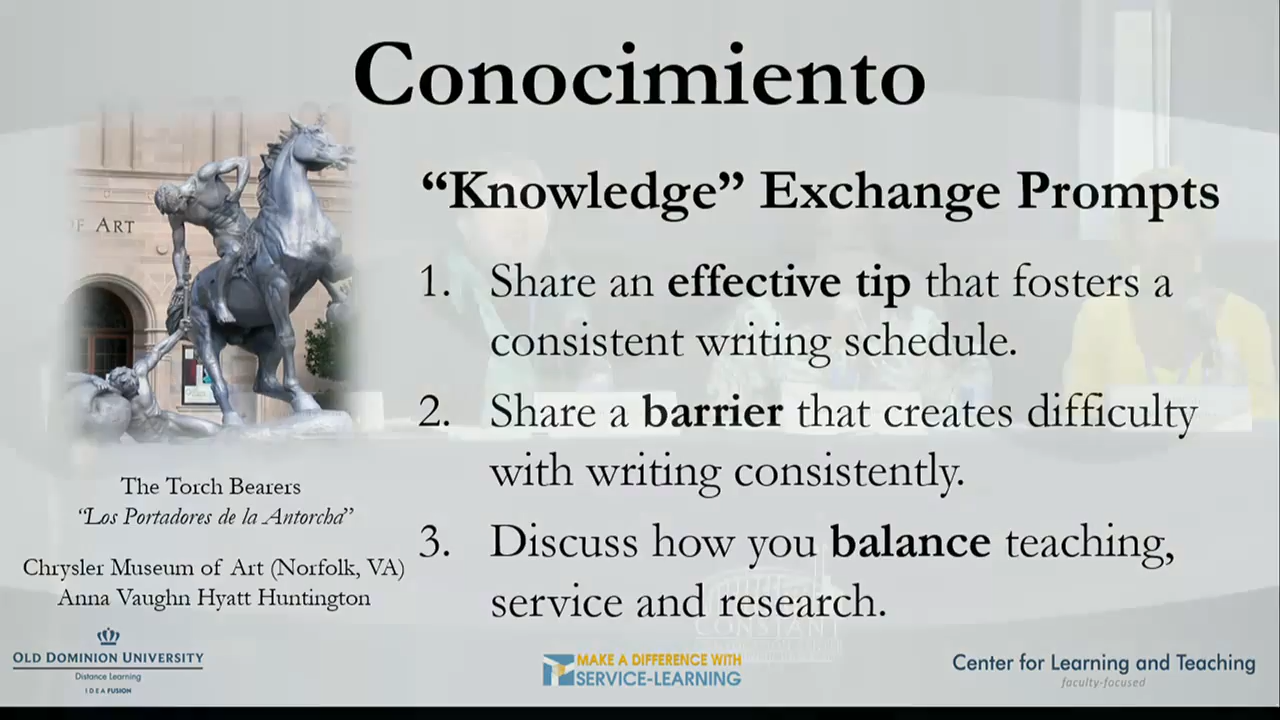 Conocimiento
“Knowledge” Exchange Prompts
OF ART
1. Share an effective tip that fosters a
consistent writing schedule.
2. Share a barrier that creates difficulty
with writing consistently.
3. Discuss how you balance teaching,
service and research.
The Torch Bearers
“Los Portadores de la Antorcha”
Chrysler Museum of Art (Norfolk, VA)
Anna Vaughn Hyatt Huntington
CONSTANT
OLD DOMINION UNIVERSITY
Distance Learning
IDEA FUSION
MAKE A DIFFERENCE WITH
SERVICE-LEARNING
Center for Learning and Teaching
faculty-focused